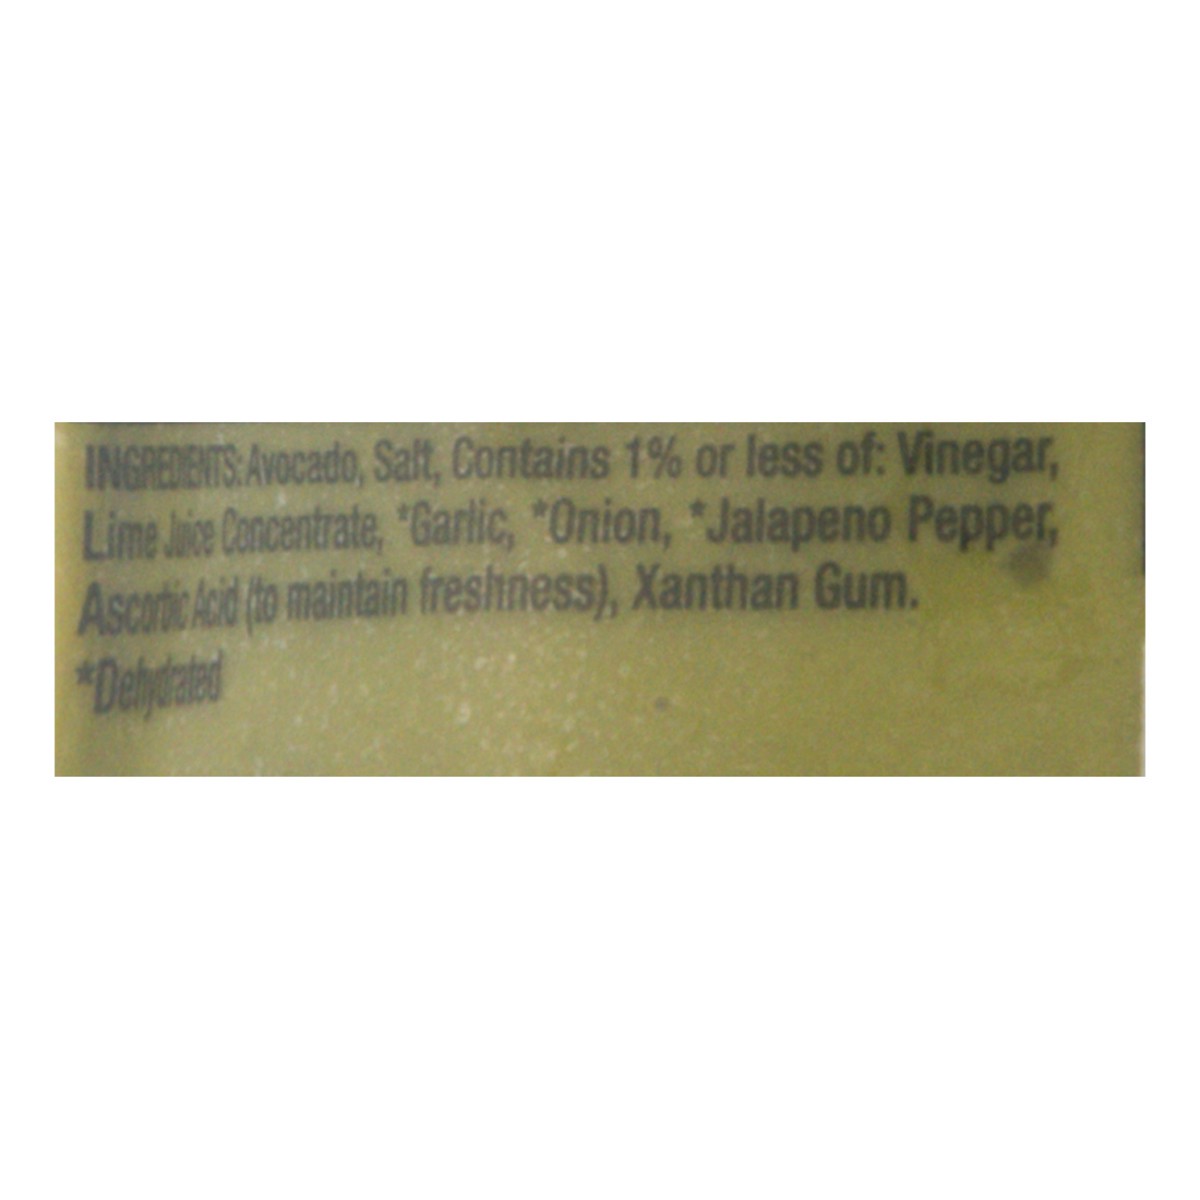 INGREDIENTS: Avocado, Salt, Contains 1% or less of: Vinegar,
Lime Juice Concentrate, *Garlic, *Onion, *Jalapeno Pepper,
Ascorbic Acid (to maintain freshness), Xanthan Gum.
*Dehydrated